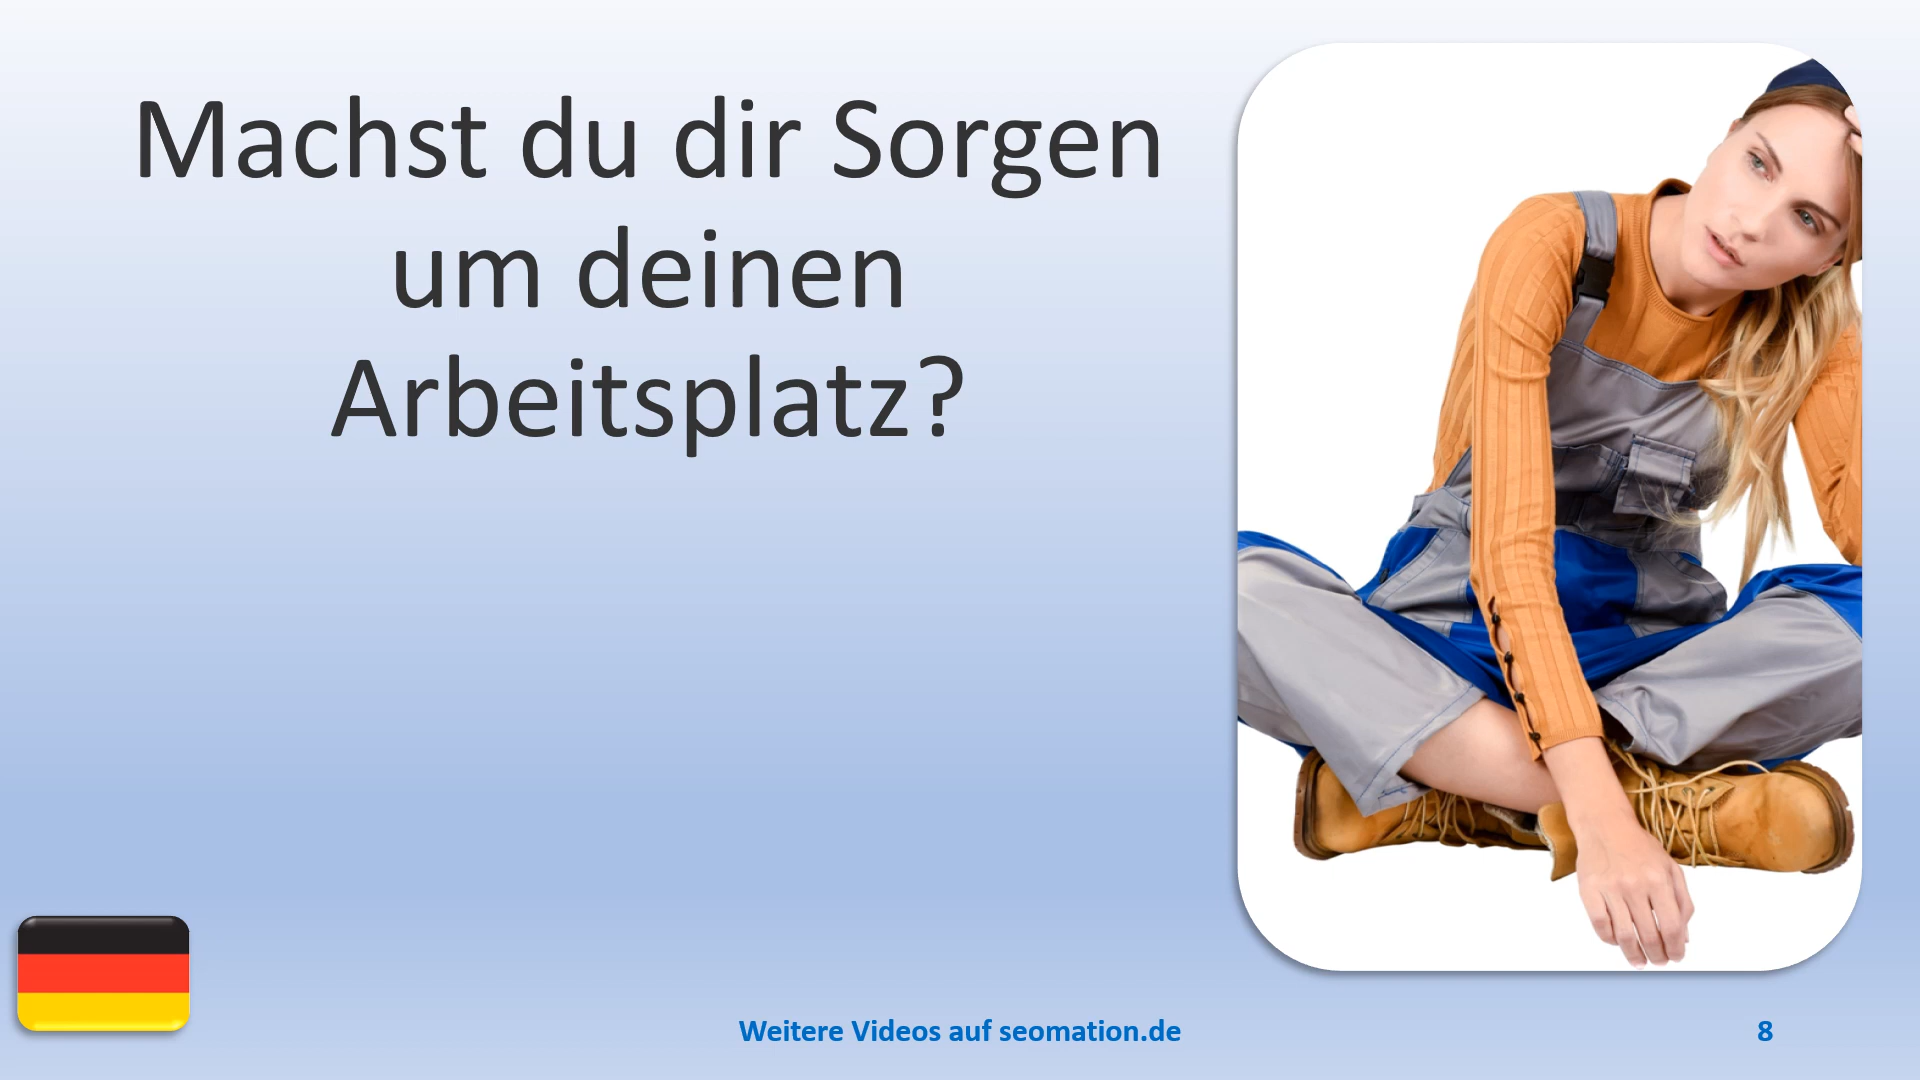 Machst du dir Sorgen
um deinen
Arbeitsplatz?
Weitere Videos auf seomation.de
8